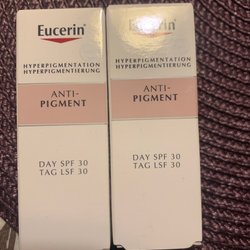 Eucerin
HYPERPIGMENTATION
HYPERPIGMENTIERUNG
ANTI-
PIGMENT
DAY SPF 30
TAG LSF 30
Eucerin
HYPERPIGMENTATION
HYPERPIGMENTIERUNG
ANTI-
PIGMENT
DAY SPF 30
TAG LSF 30